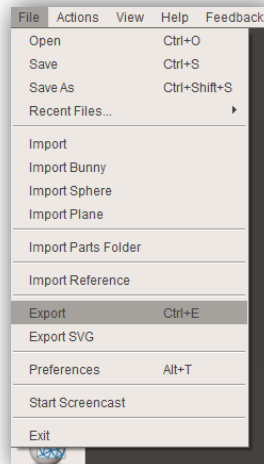 File Actions View Help Feedback
Open Ctrl+O
Save Ctrl+S
Save As Ctrl+Shift+S
Recent Files...
Import
Import Bunny
Import Sphere
Import Plane
Import Parts Folder
Import Reference
Export Ctrl+E
Export SVG
Preferences Alt+T
Start Screencast
Exit